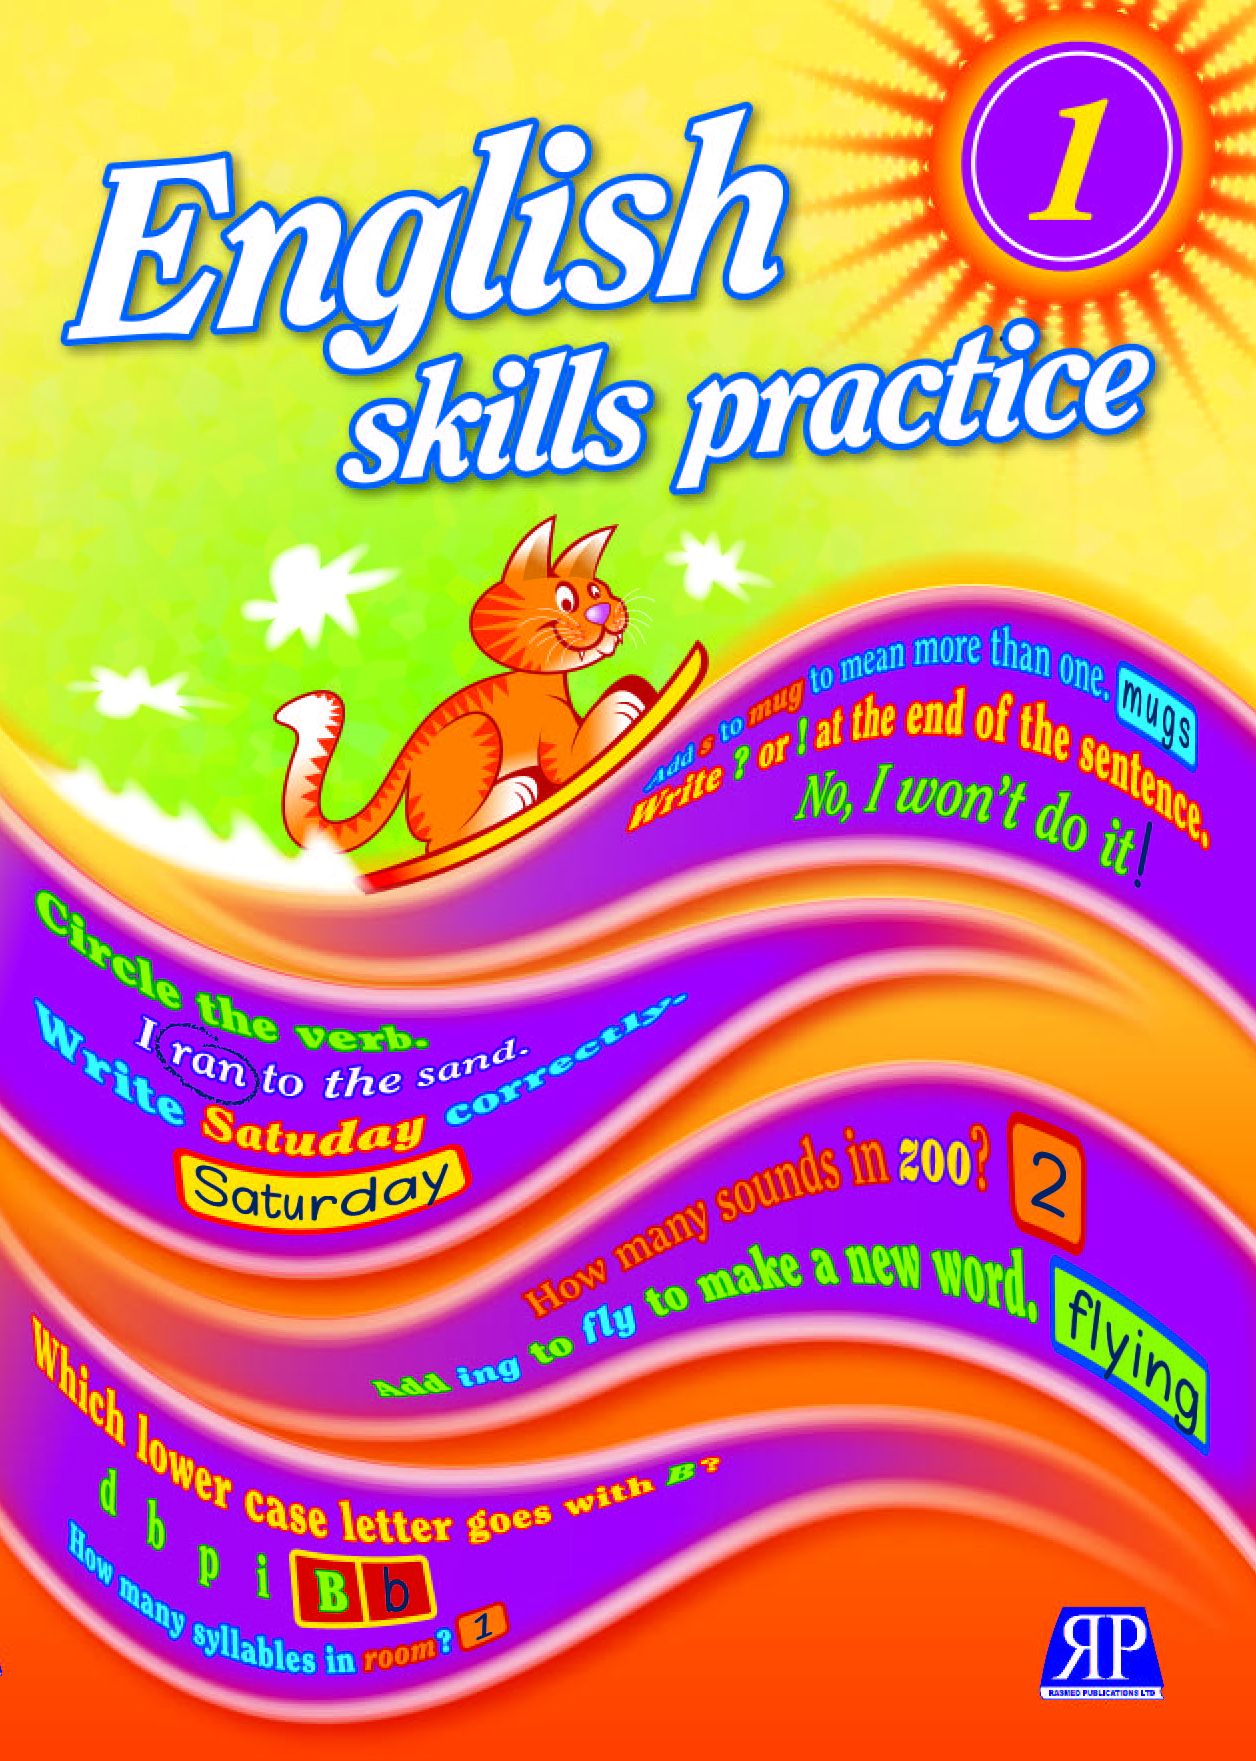 1
English
skills practice
Add s to mug to mean more than one. mugs
Write ? or ! at the end of the sentence.
No, I won't do it!
Circle the verb.
I ran to the sand.
Write Satuday correctly.
Saturday
How many sounds in zoo? 2
Add ing to fly to make a new word. flying
Which lower case letter goes with B?
d b p i B b
How many syllables in room? 1
RP
RASMED PUBLICATIONS LTD